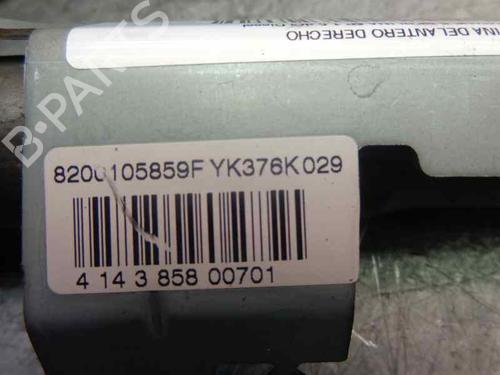 INA DELANTERO DERECHO
B-PARTS
8200105859F YK376K029
4 14 3 858 00701